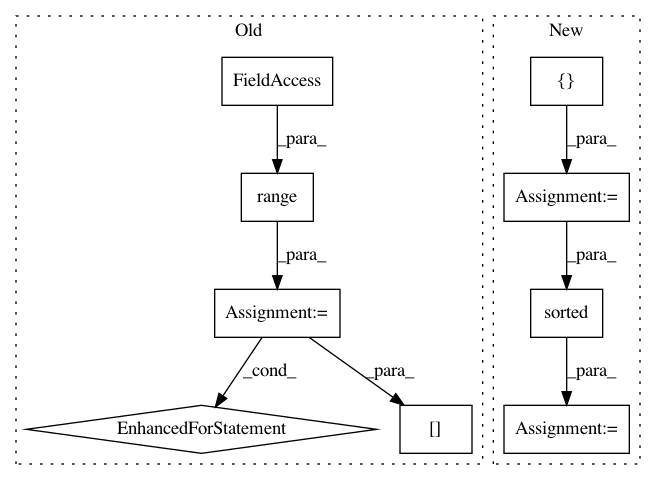 Old
New
FieldAccess
{}
_para_
_para_
range
Assignment:=
_para_
_para_
Assignment:=
sorted
_cond_
_para_
_para_
EnhancedForStatement
[]
Assignment:=